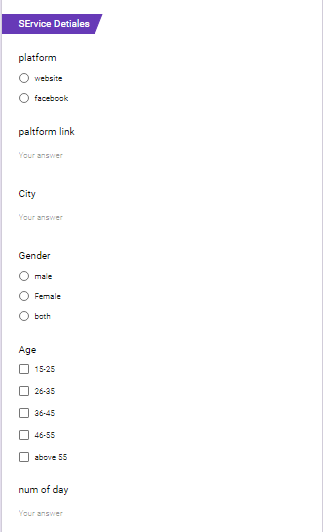 SErvice Detiales
platform
website
facebook
paltform link
Your answer
City
Your answer
Gender
male
Female
both
Age
15-25
26-35
36-45
46-55
above 55
num of day
Your answer